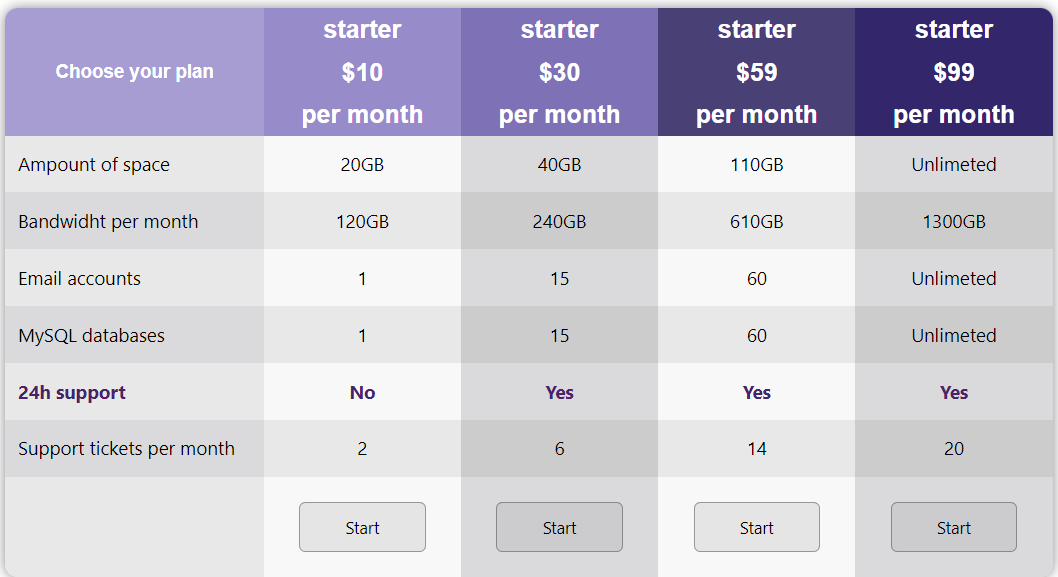 Choose your plan
starter starter starter starter
$10 $30 $59 $99
per month per month per month per month
Ampount of space 20GB 40GB 110GB Unlimeted
Bandwidht per month 120GB 240GB 610GB 1300GB
Email accounts 1 15 60 Unlimeted
MySQL databases 1 15 60 Unlimeted
24h support No Yes Yes Yes
Support tickets per month 2 6 14 20
Start Start Start Start